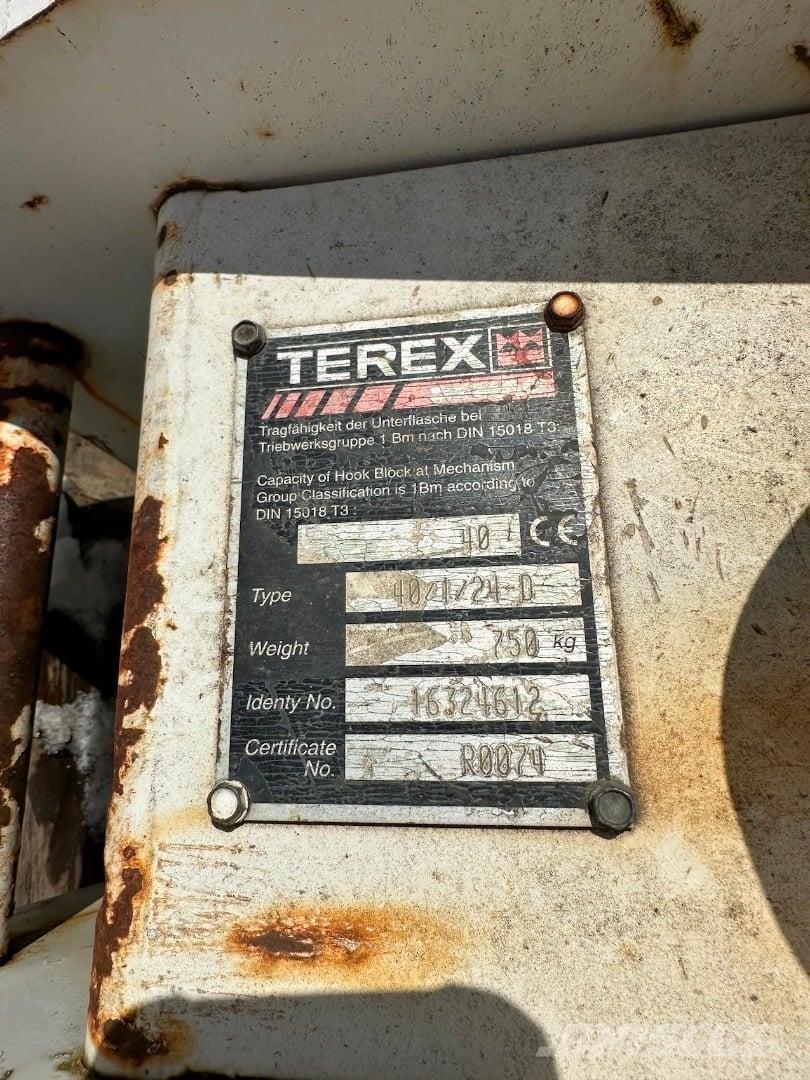 TEREX
Tragfähigkeit der Unterflasche bei
Triebwerksgruppe 1 Bm nach DIN 15018 T3:
Capacity of Hook Block at Mechanism
Group Classification is 1Bm according to
DIN 15018 T3 :
40 t CE
Type 40/1/24-D
Weight 750 kg
Identy No. 16324612
Certificate
No. R0074